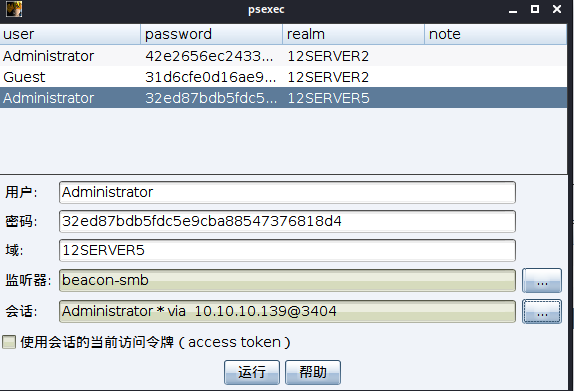 psexec
user password realm note
Administrator 42e2656ec2433... 12SERVER2
Guest 31d6cfe0d16ae9... 12SERVER2
Administrator 32ed87bdb5fdc5... 12SERVER5
用户: Administrator
密码: 32ed87bdb5fdc5e9cba88547376818d4
域: 12SERVER5
监听器: beacon-smb ...
会话: Administrator * via 10.10.10.139@3404 ...
使用会话的当前访问令牌（access token）
运行 帮助